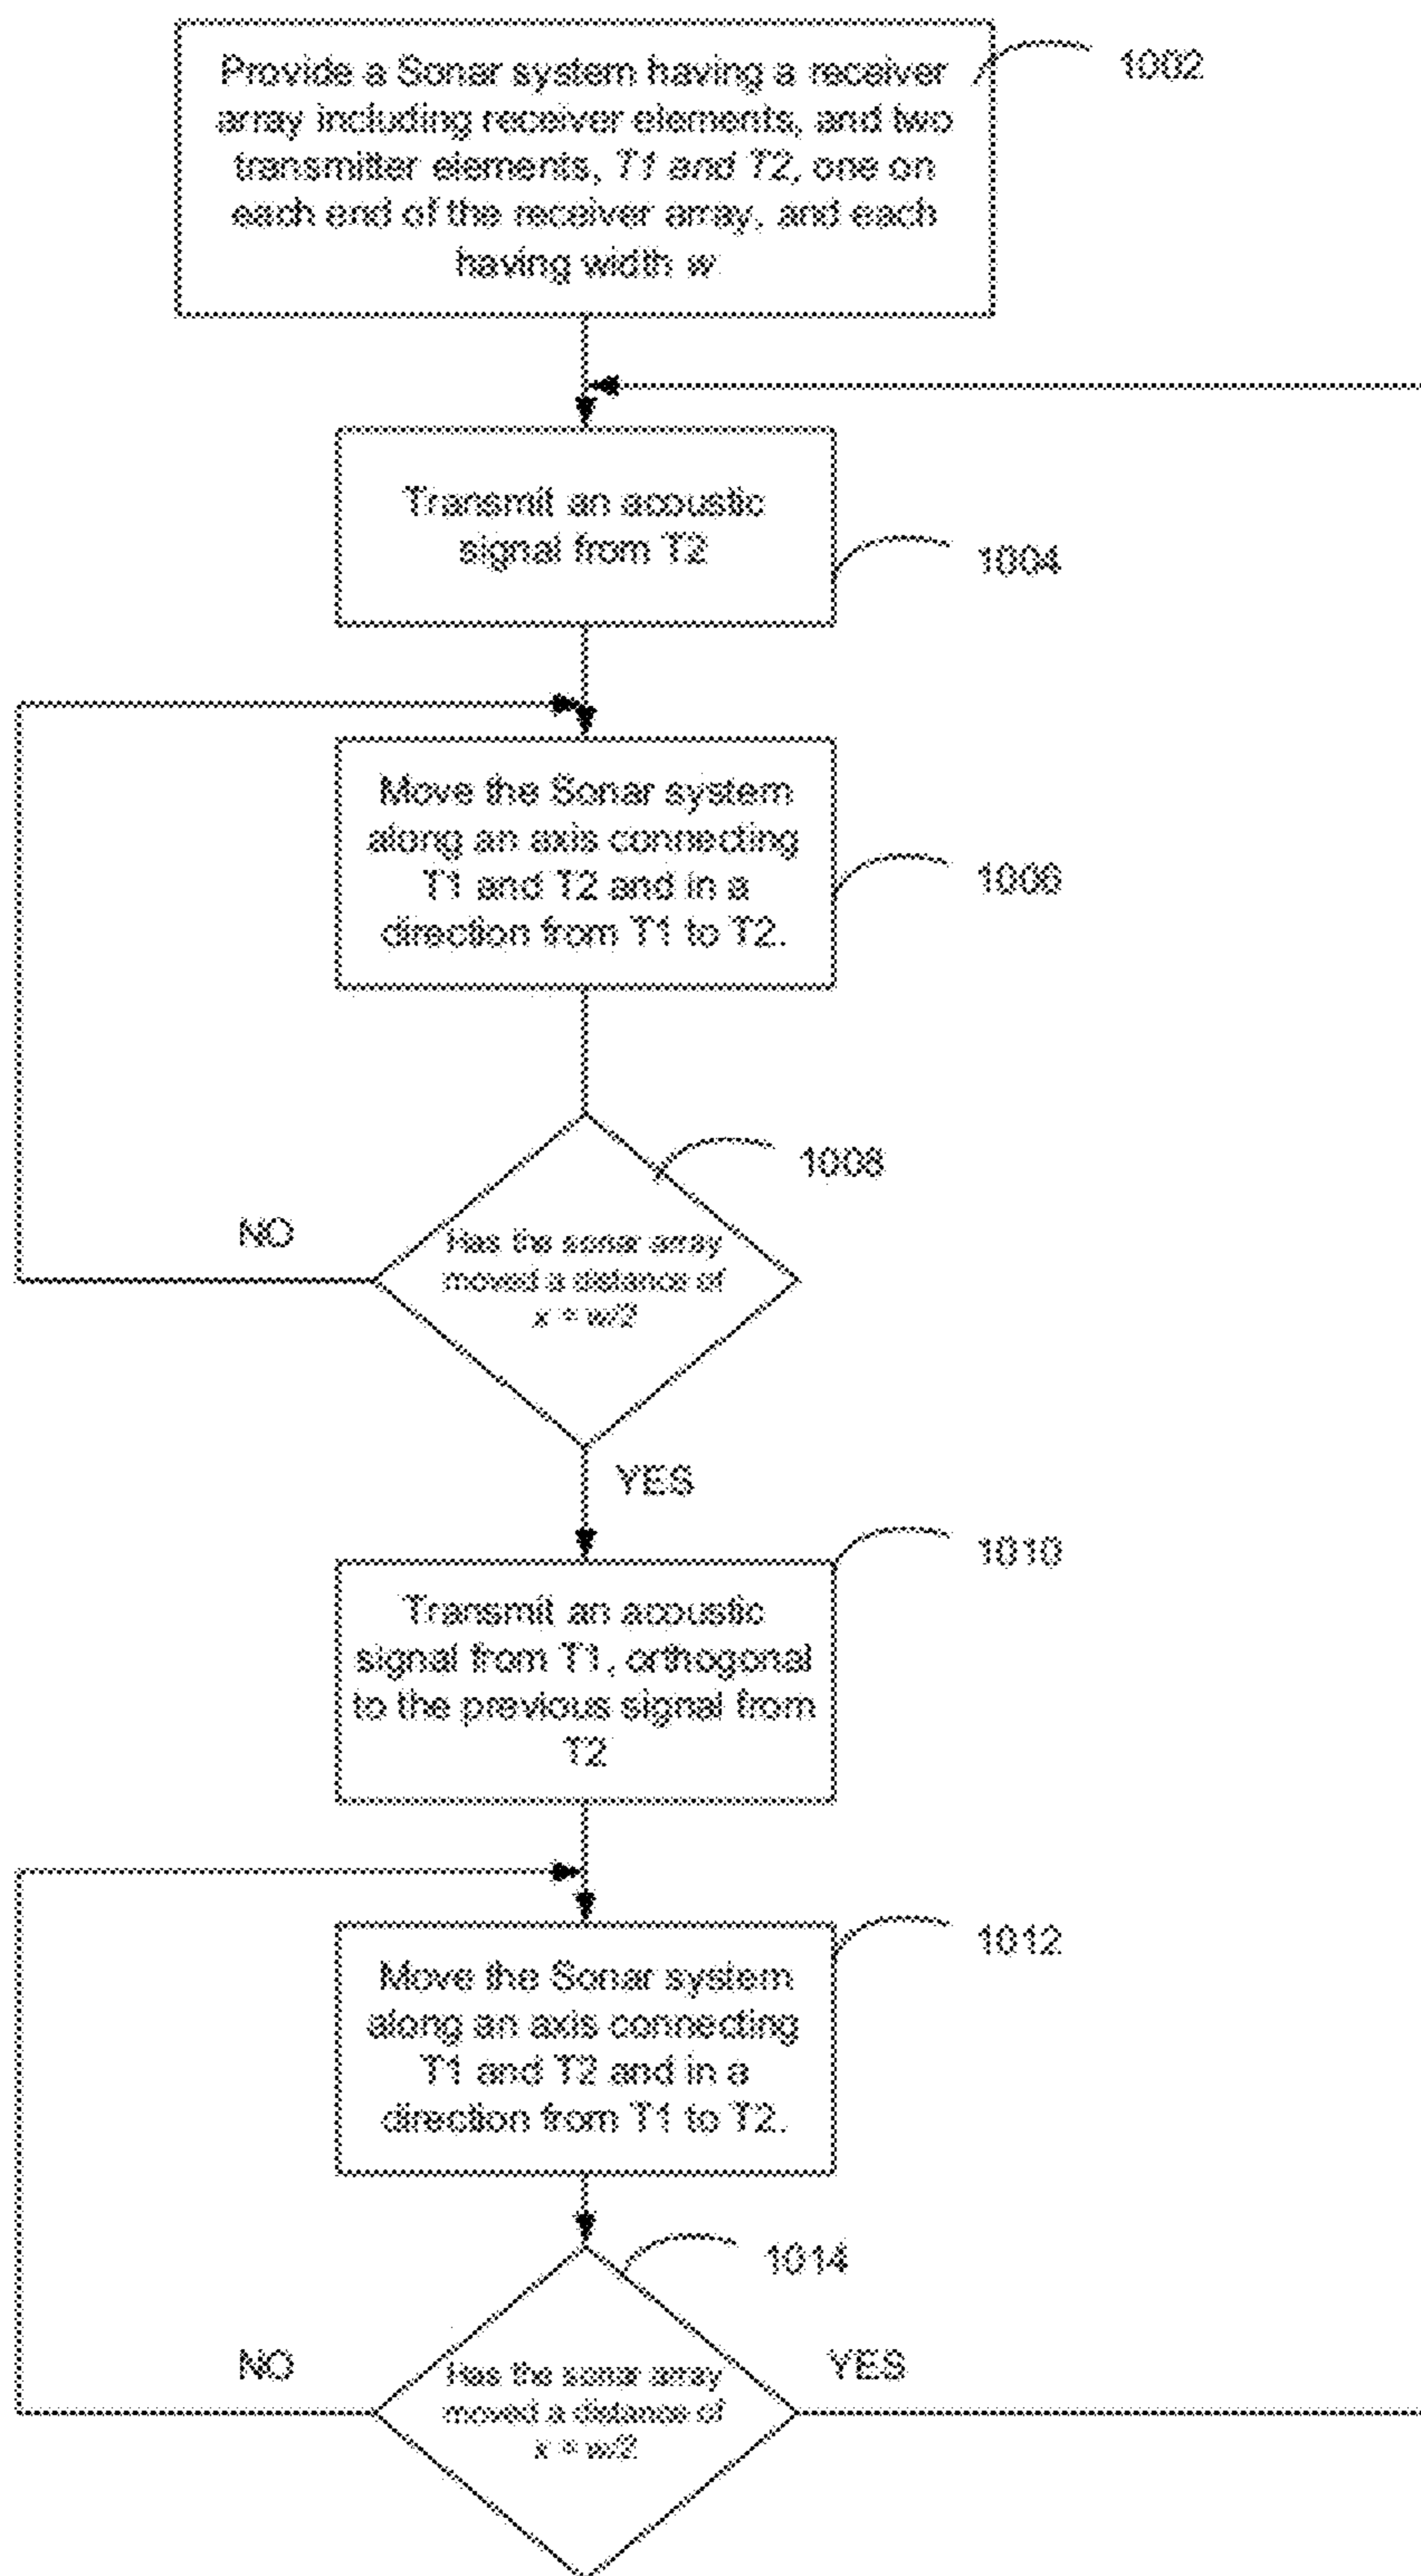 Provide a Sonar system having a receiver
array including receiver elements, and two
transmitter elements, T1 and T2, one on
each end of the receiver array, and each
having width w.
1002
Transmit an acoustic
signal from T2
1004
Move the Sonar system
along an axis connecting
T1 and T2 and in a
direction from T1 to T2.
1006
1008
Has the sonar array
moved a distance of
x = w/2
NO
YES
1010
Transmit an acoustic
signal from T1, orthogonal
to the previous signal from
T2
1012
Move the Sonar system
along an axis connecting
T1 and T2 and in a
direction from T1 to T2.
1014
Has the sonar array
moved a distance of
x = w/2
NO
YES